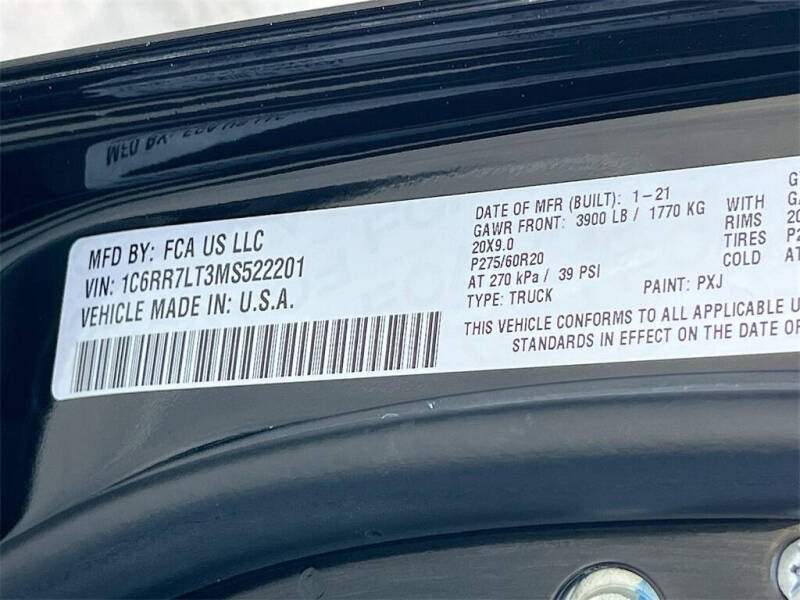 MFD BY: FCA US LLC
VIN: 1C6RR7LT3MS522201
VEHICLE MADE IN: U.S.A.
DATE OF MFR (BUILT): 1-21
GAWR FRONT: 3900 LB / 1770 KG
20X9.0
P275/60R20
AT 270 kPa / 39 PSI
TYPE: TRUCK PAINT: PXJ
WITH
RIMS 20
TIRES
COLD AT
THIS VEHICLE CONFORMS TO ALL APPLICABLE
STANDARDS IN EFFECT ON THE DATE OF